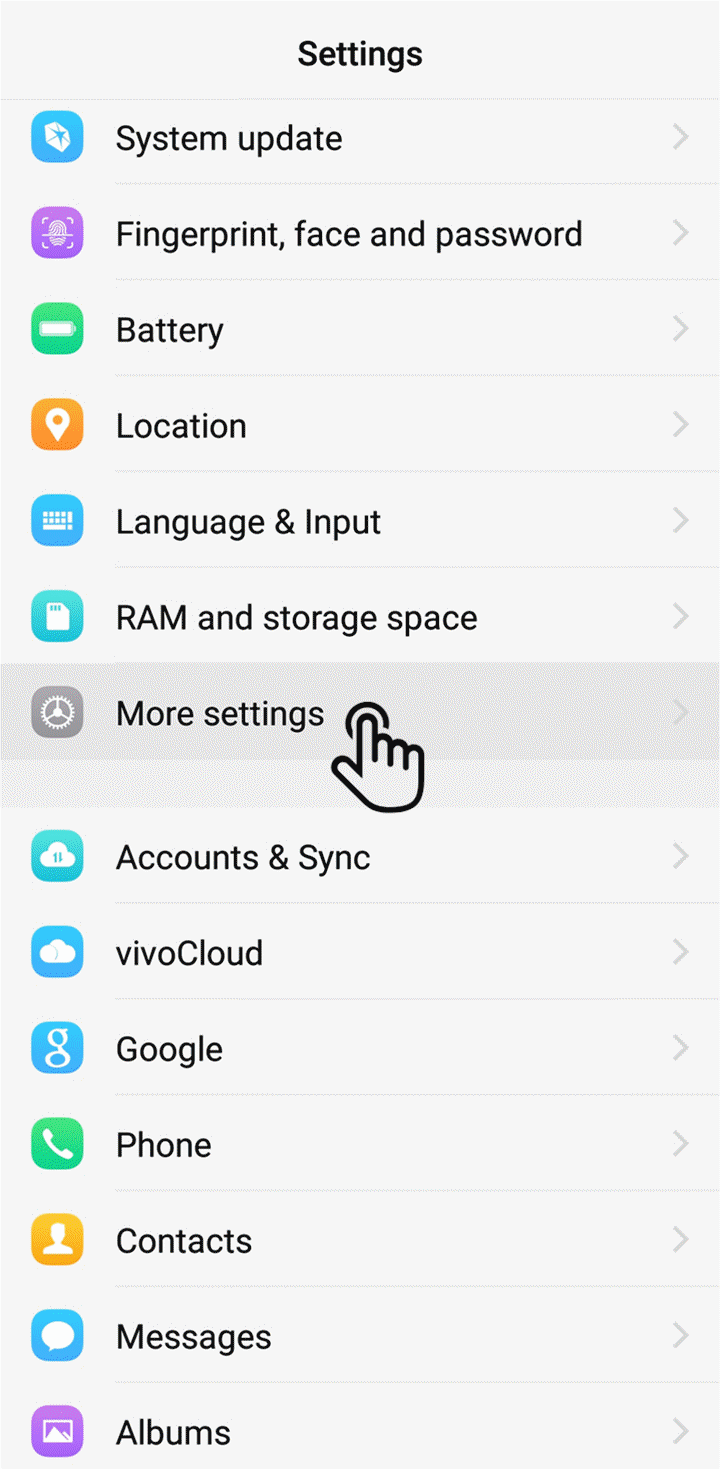 Settings
System update
Fingerprint, face and password
Battery
Location
Language & Input
RAM and storage space
More settings
Accounts & Sync
vivoCloud
Google
Phone
Contacts
Messages
Albums